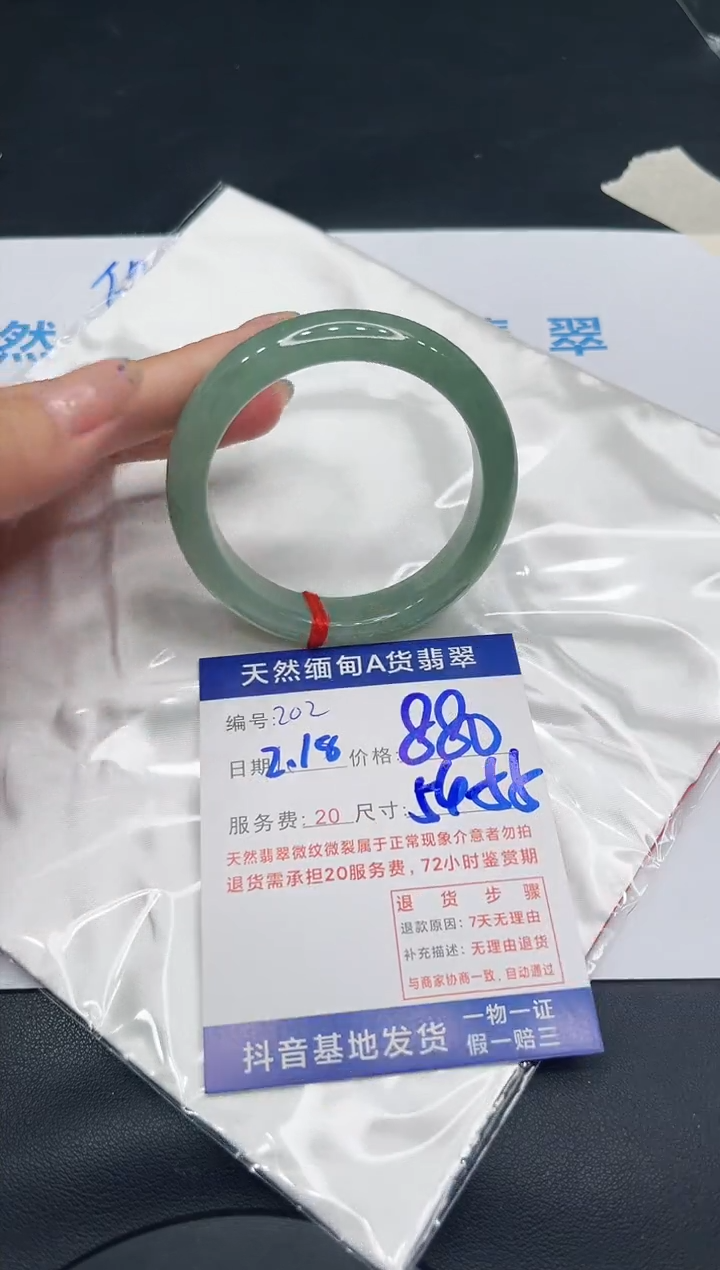 然 翠
天然缅甸A货翡翠
编号:202
日期2.18 价格:880
服务费:20 尺寸:54-55
天然翡翠微纹微裂属于正常现象介意者勿拍
退货需承担20服务费，72小时鉴赏期
退货步骤
退款原因:7天无理由
补充描述:无理由退货
与商家协商一致，自动通过
抖音基地发货
一物一证
假一赔三